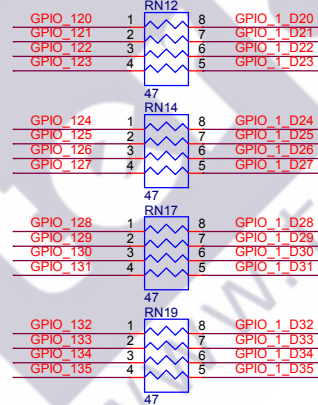 RN12
GPIO_120 1 8 GPIO_1_D20
GPIO_121 2 7 GPIO_1_D21
GPIO_122 3 6 GPIO_1_D22
GPIO_123 4 5 GPIO_1_D23
47
RN14
GPIO_124 1 8 GPIO_1_D24
GPIO_125 2 7 GPIO_1_D25
GPIO_126 3 6 GPIO_1_D26
GPIO_127 4 5 GPIO_1_D27
47
RN17
GPIO_128 1 8 GPIO_1_D28
GPIO_129 2 7 GPIO_1_D29
GPIO_130 3 6 GPIO_1_D30
GPIO_131 4 5 GPIO_1_D31
47
RN19
GPIO_132 1 8 GPIO_1_D32
GPIO_133 2 7 GPIO_1_D33
GPIO_134 3 6 GPIO_1_D34
GPIO_135 4 5 GPIO_1_D35
47